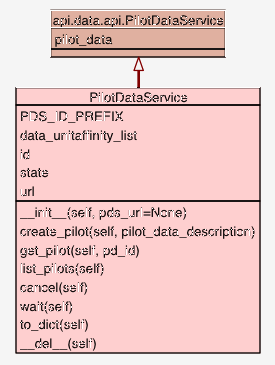 api.data.api.PilotDataService
pilot_data
PilotDataService
PDS_ID_PREFIX
data_unitaffinity_list
id
state
url
__init__(self, pds_url=None)
create_pilot(self, pilot_data_description)
get_pilot(self, pd_id)
list_pilots(self)
cancel(self)
wait(self)
to_dict(self)
__del__(self)